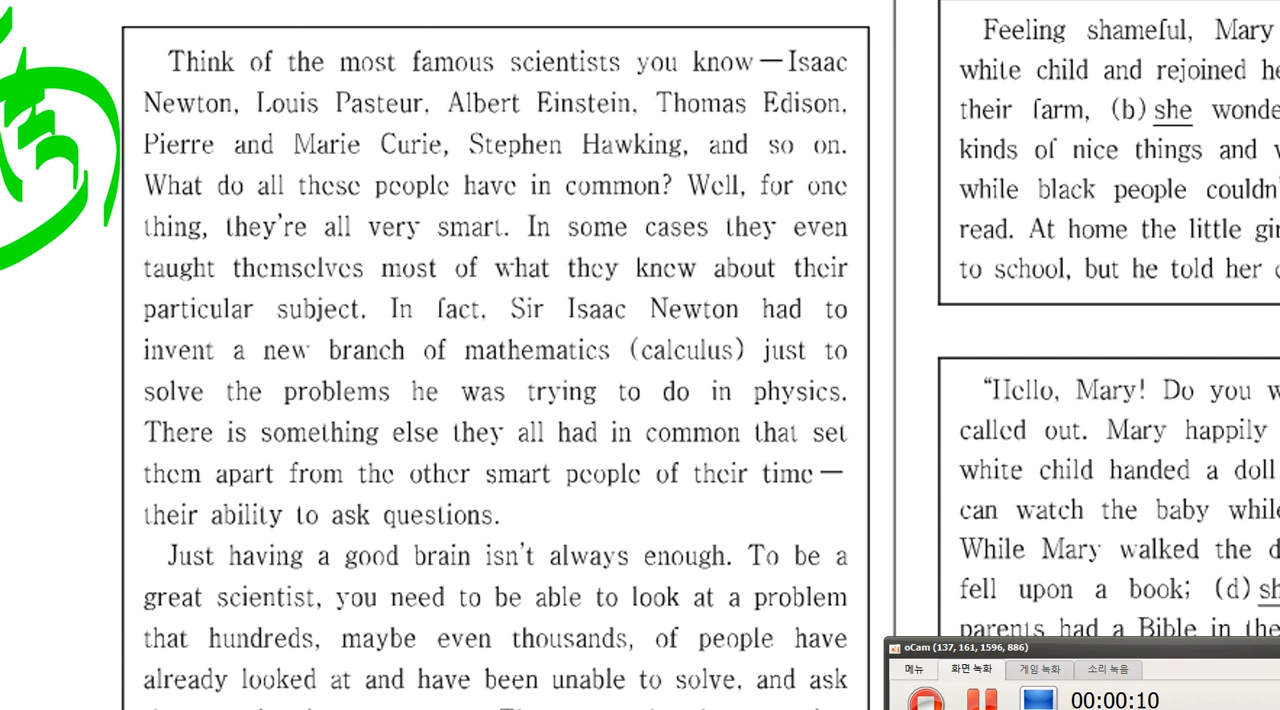 Think of the most famous scientists you know—Isaac
Newton, Louis Pasteur, Albert Einstein, Thomas Edison,
Pierre and Marie Curie, Stephen Hawking, and so on.
What do all these people have in common? Well, for one
thing, they're all very smart. In some cases they even
taught themselves most of what they knew about their
particular subject. In fact, Sir Isaac Newton had to
invent a new branch of mathematics (calculus) just to
solve the problems he was trying to do in physics.
There is something else they all had in common that set
them apart from the other smart people of their time—
their ability to ask questions.
Just having a good brain isn't always enough. To be a
great scientist, you need to be able to look at a problem
that hundreds, maybe even thousands, of people have
already looked at and have been unable to solve, and ask
Feeling shameful, Mary
white child and rejoined
their farm, (b) she
kinds of nice things and
while black people
read. At home the little
to school, but he told her
“Hello, Mary! Do you
called out. Mary happily
white child handed a doll
can watch the baby while
While Mary walked the
fell upon a book; (d)
parents had a Bible in
oCam (137, 161, 1596, 886)
메뉴 화면 녹화 게임 녹화 소리 녹음
00:00:10